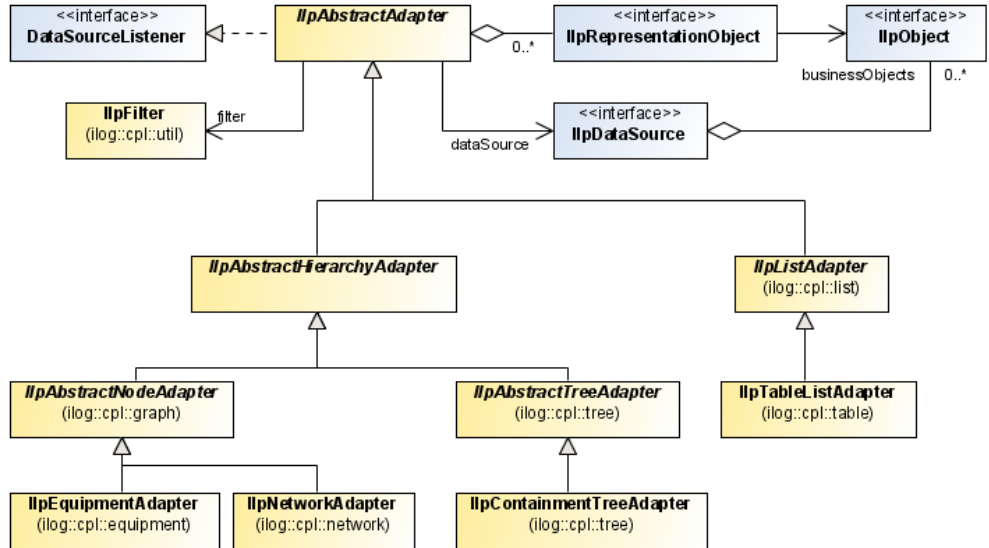 <<interface>>
DataSourceListener
IlpAbstractAdapter
0..*
<<interface>>
IlpRepresentationObject
<<interface>>
IlpObject
businessObjects
0..*
IlpFilter
(ilog::cpl::util)
filter
dataSource
<<interface>>
IlpDataSource
IlpAbstractHierarchyAdapter
IlpListAdapter
(ilog::cpl::list)
IlpAbstractNodeAdapter
(ilog::cpl::graph)
IlpAbstractTreeAdapter
(ilog::cpl::tree)
IlpTableListAdapter
(ilog::cpl::table)
IlpEquipmentAdapter
(ilog::cpl::equipment)
IlpNetworkAdapter
(ilog::cpl::network)
IlpContainmentTreeAdapter
(ilog::cpl::tree)